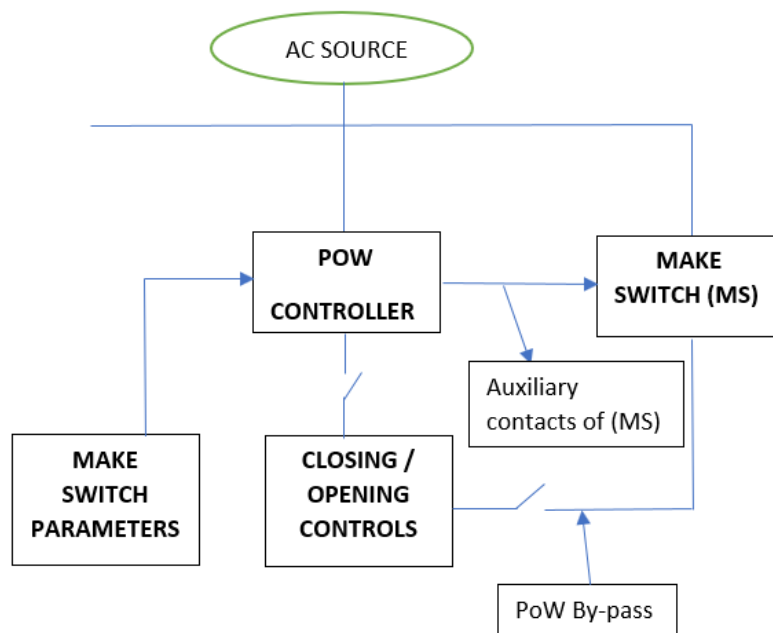 AC SOURCE
POW
CONTROLLER
MAKE
SWITCH (MS)
Auxiliary
contacts of (MS)
MAKE
SWITCH
PARAMETERS
CLOSING /
OPENING
CONTROLS
PoW By-pass